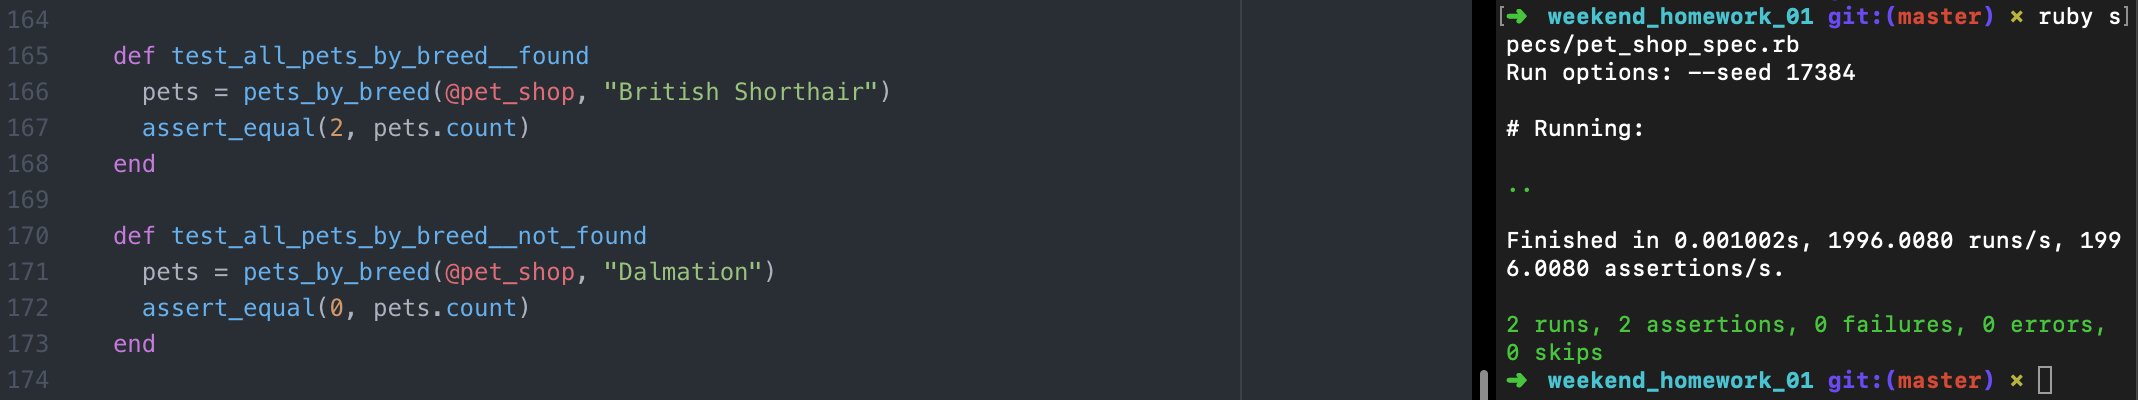 164
165 def test_all_pets_by_breed__found
166 pets = pets_by_breed(@pet_shop, "British Shorthair")
167 assert_equal(2, pets.count)
168 end
169
170 def test_all_pets_by_breed__not_found
171 pets = pets_by_breed(@pet_shop, "Dalmation")
172 assert_equal(0, pets.count)
173 end
174
[➜ weekend_homework_01 git:(master) × ruby s]
pecs/pet_shop_spec.rb
Run options: --seed 17384
# Running:
..
Finished in 0.001002s, 1996.0080 runs/s, 199
6.0080 assertions/s.
2 runs, 2 assertions, 0 failures, 0 errors,
0 skips
➜ weekend_homework_01 git:(master) ×